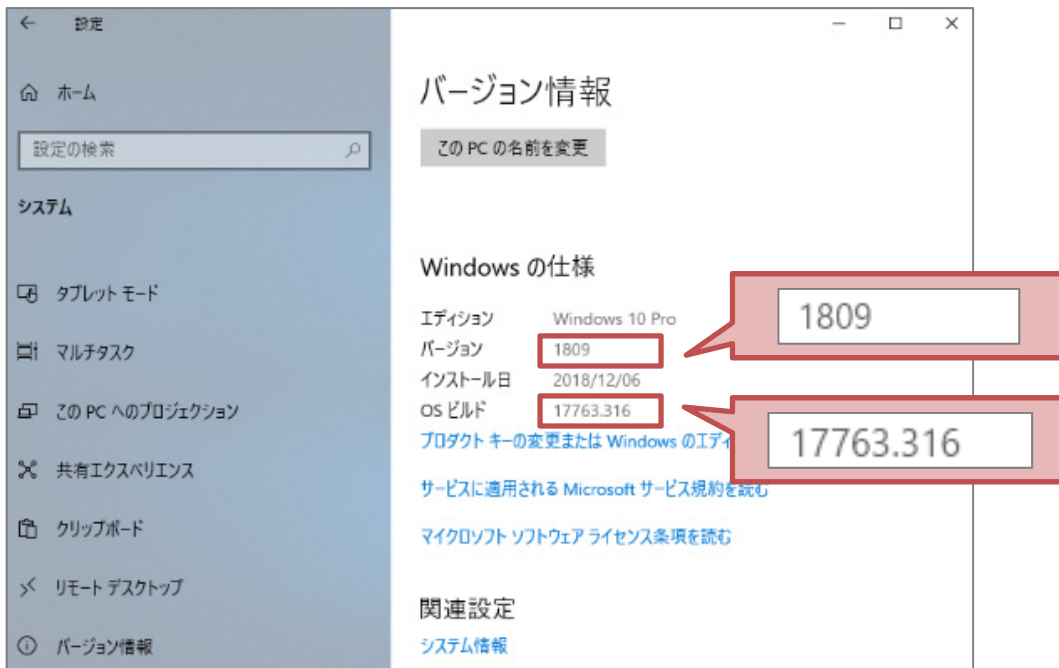 設定
ホーム
設定の検索
システム
タブレット モード
マルチタスク
この PC へのプロジェクション
共有エクスペリエンス
クリップボード
リモート デスクトップ
バージョン情報
バージョン情報
この PC の名前を変更
Windows の仕様
エディション Windows 10 Pro
バージョン 1809
インストール日 2018/12/06
OS ビルド 17763.316
プロダクト キーの変更または Windows のエディ
サービスに適用される Microsoft サービス規約を読む
マイクロソフト ソフトウェア ライセンス条項を読む
関連設定
システム情報
1809
17763.316